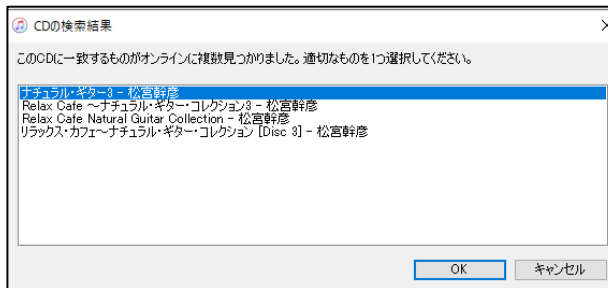 CDの検索結果
このCDに一致するものがオンラインに複数見つかりました。適切なものを1つ選択してください。
ナチュラル・ギター3 - 松宮幹彦
Relax Cafe ～ナチュラル・ギター・コレクション3 - 松宮幹彦
Relax Cafe Natural Guitar Collection - 松宮幹彦
リラックス・カフェ～ナチュラル・ギター・コレクション [Disc 3] - 松宮幹彦
OK
キャンセル